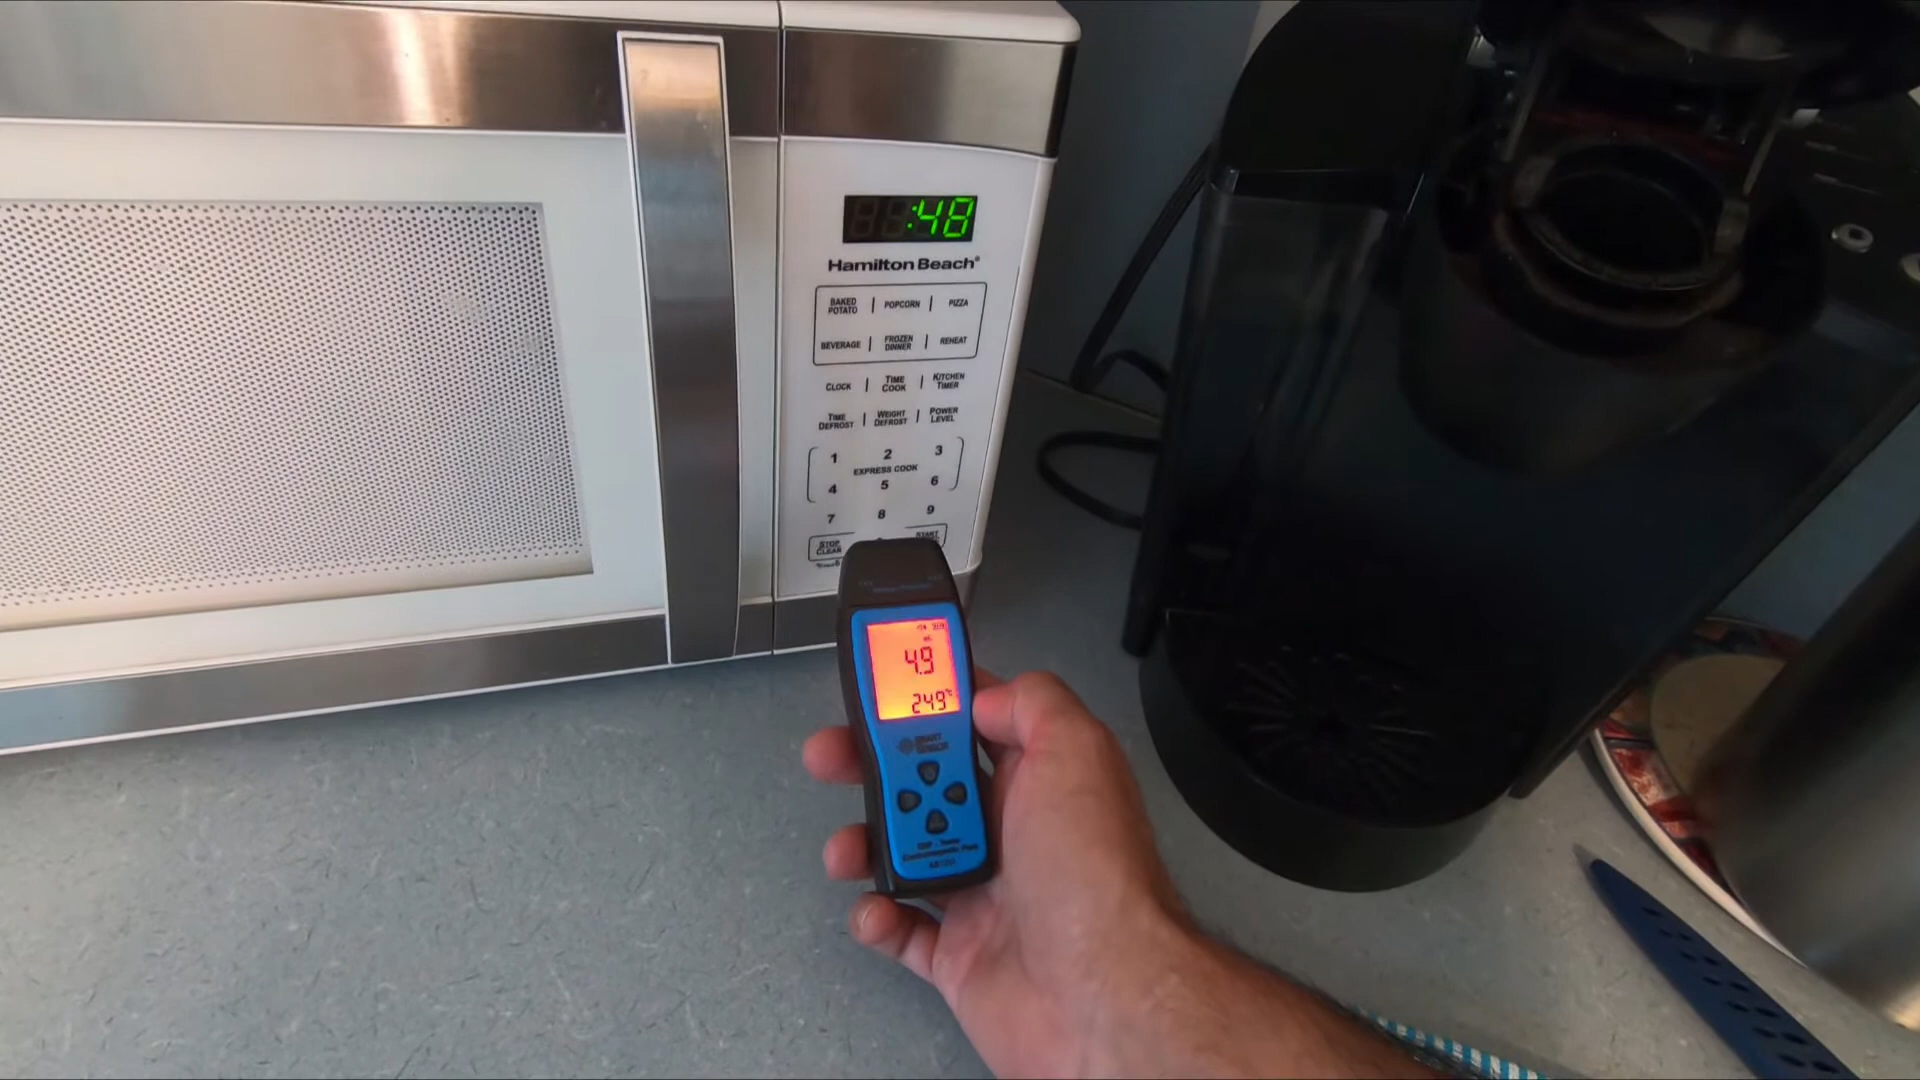 :48
Hamilton Beach®
BAKED POTATO | POPCORN | PIZZA
BEVERAGE | FROZEN DINNER | REHEAT
CLOCK | TIME COOK | KITCHEN TIMER
TIME DEFROST | WEIGHT DEFROST | POWER LEVEL
1 2 3
EXPRESS COOK
4 5 6
7 8 9
STOP CLEAR START
4.9
24.9°C
SMART SENSOR